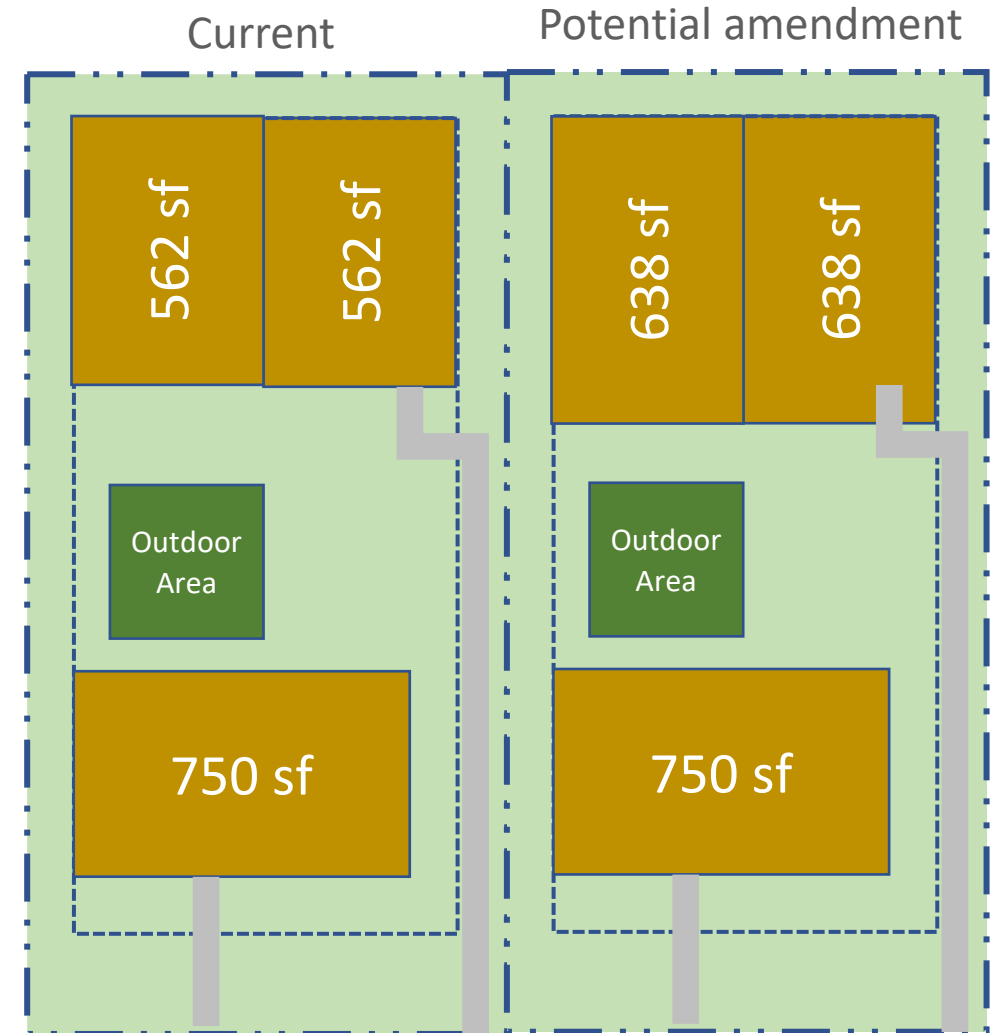 Current
562 sf
562 sf
Outdoor
Area
750 sf
Potential amendment
638 sf
638 sf
Outdoor
Area
750 sf